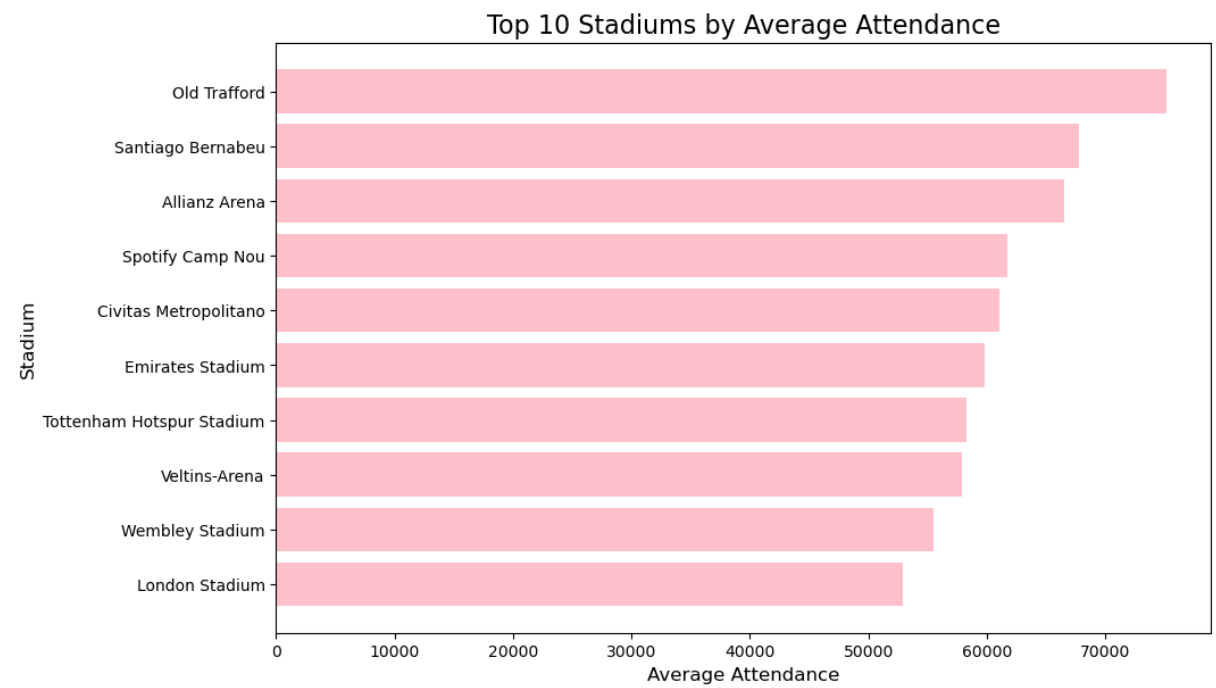 Top 10 Stadiums by Average Attendance
Stadium
Old Trafford
Santiago Bernabeu
Allianz Arena
Spotify Camp Nou
Civitas Metropolitano
Emirates Stadium
Tottenham Hotspur Stadium
Veltins-Arena
Wembley Stadium
London Stadium
0 10000 20000 30000 40000 50000 60000 70000
Average Attendance